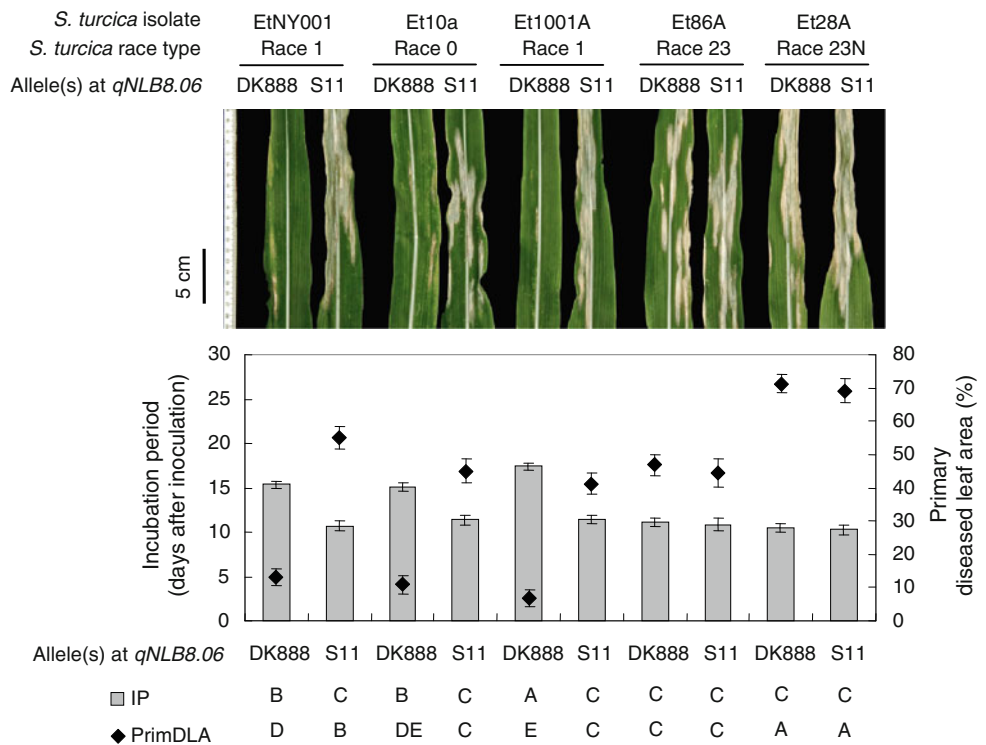 S. turcica isolate EtNY001 Et10a Et1001A Et86A Et28A
S. turcica race type Race 1 Race 0 Race 1 Race 23 Race 23N
Allele(s) at qNLB8.06 DK888 S11 DK888 S11 DK888 S11 DK888 S11 DK888 S11
5 cm
Incubation period
(days after inoculation)
30
25
20
15
10
5
0
80
70
60
50
40
30
20
10
0
Primary
diseased leaf area (%)
Allele(s) at qNLB8.06 DK888 S11 DK888 S11 DK888 S11 DK888 S11 DK888 S11
IP B C B C A C C C C C
PrimDLA D B DE C E C C C A A